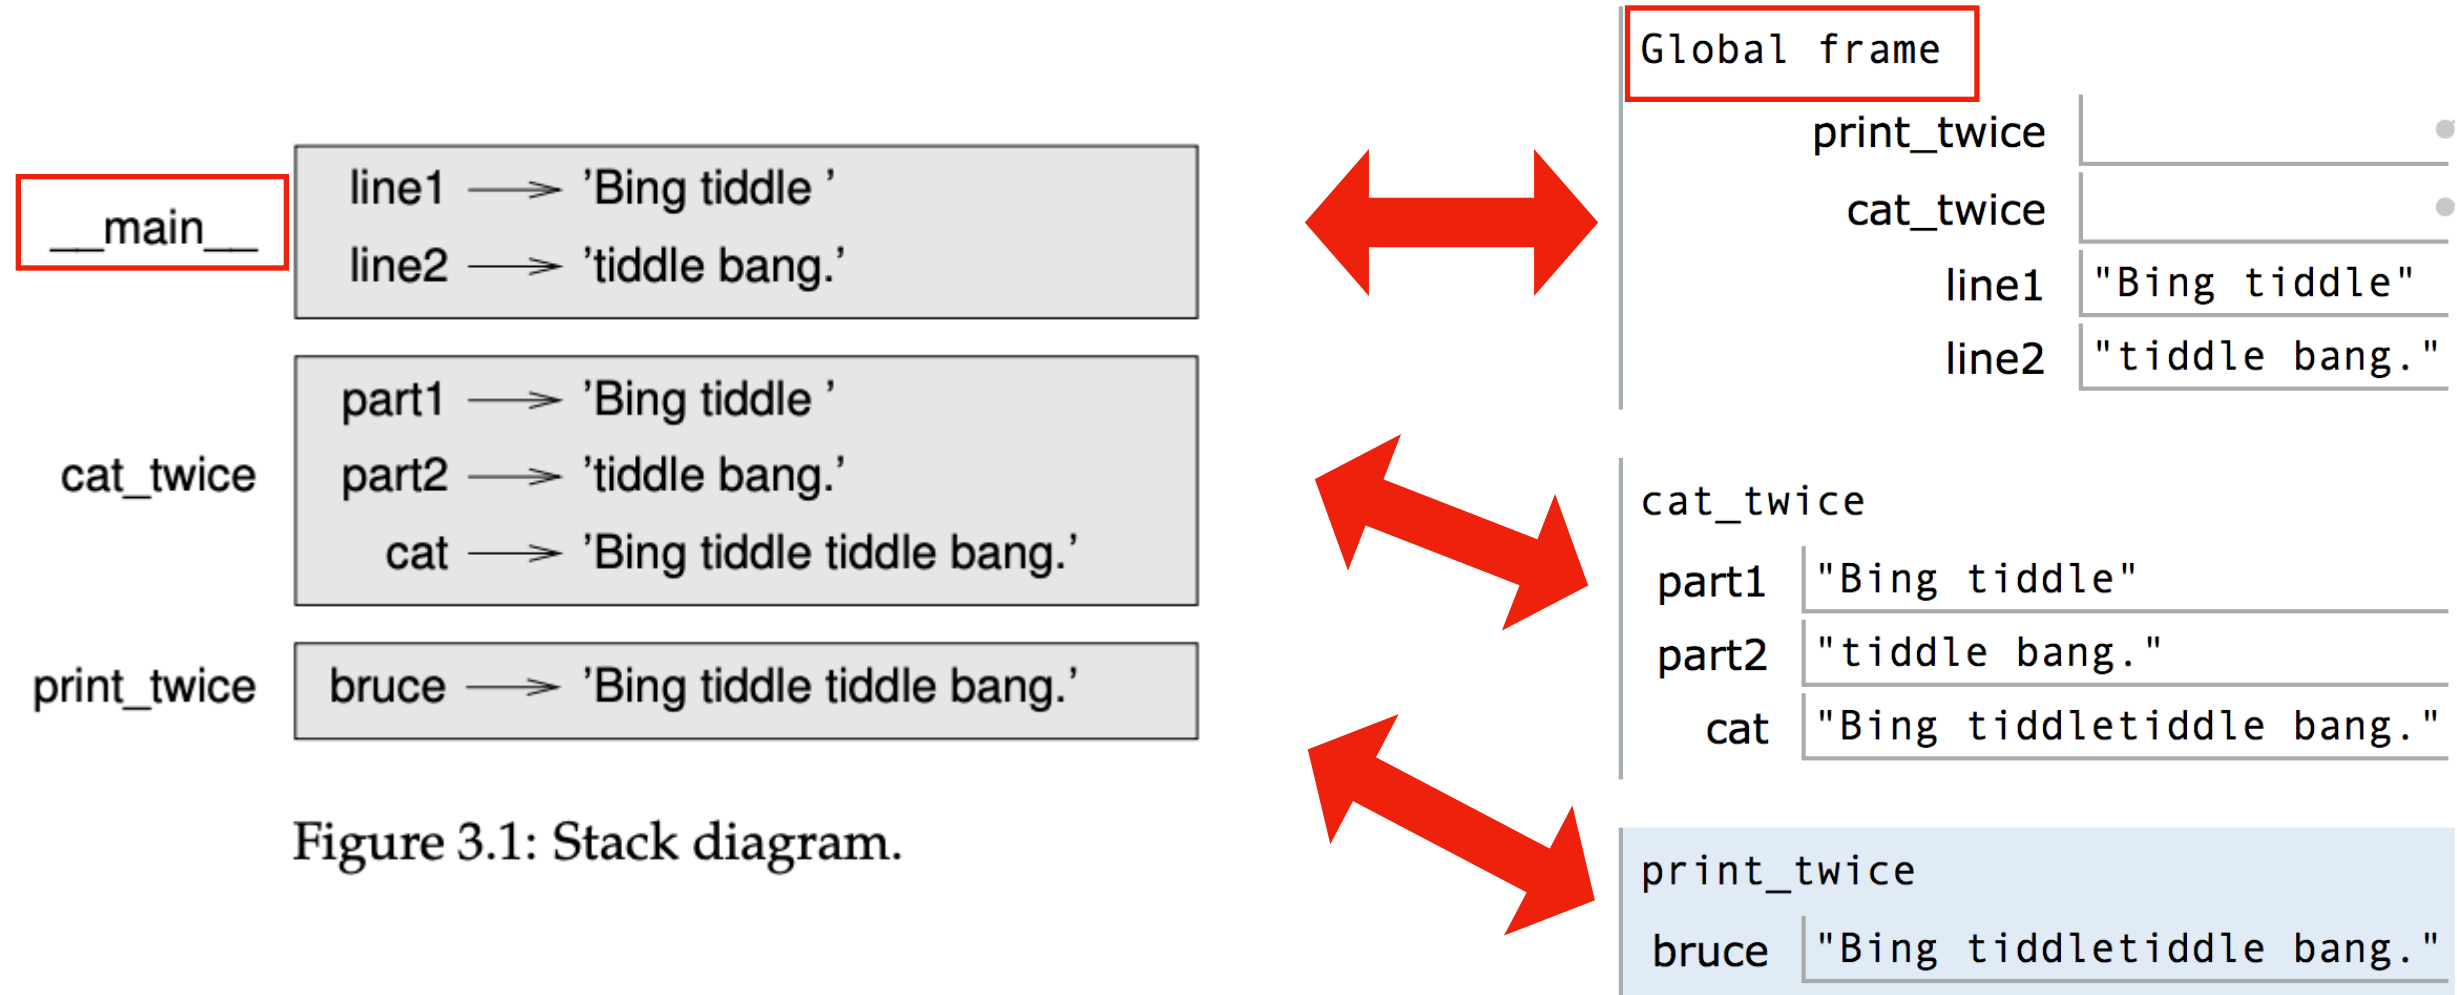 __main__
line1 ’Bing tiddle ’
line2 ’tiddle bang.’
cat_twice
part1 ’Bing tiddle ’
part2 ’tiddle bang.’
cat ’Bing tiddle tiddle bang.’
print_twice
bruce ’Bing tiddle tiddle bang.’
Figure 3.1: Stack diagram.
Global frame
print_twice
cat_twice
line1 "Bing tiddle"
line2 "tiddle bang."
cat_twice
part1 "Bing tiddle"
part2 "tiddle bang."
cat "Bing tiddletiddle bang."
print_twice
bruce "Bing tiddletiddle bang."